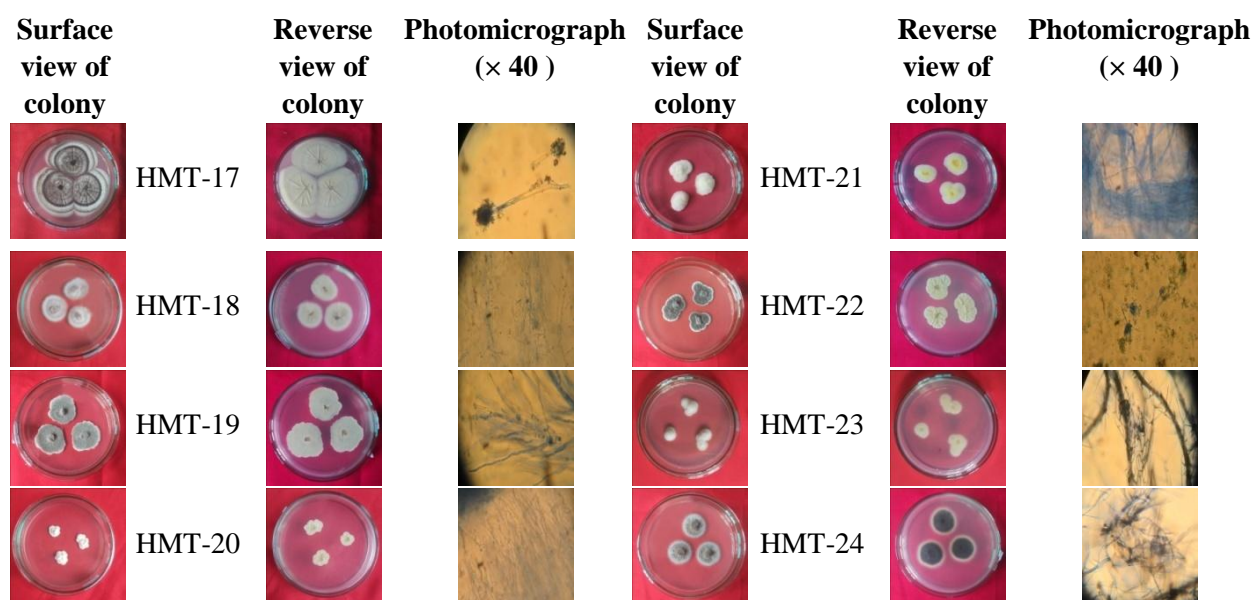 Surface view of colony
Reverse view of colony
Photomicrograph (× 40 )
Surface view of colony
Reverse view of colony
Photomicrograph (× 40 )
HMT-17
HMT-21
HMT-18
HMT-22
HMT-19
HMT-23
HMT-20
HMT-24